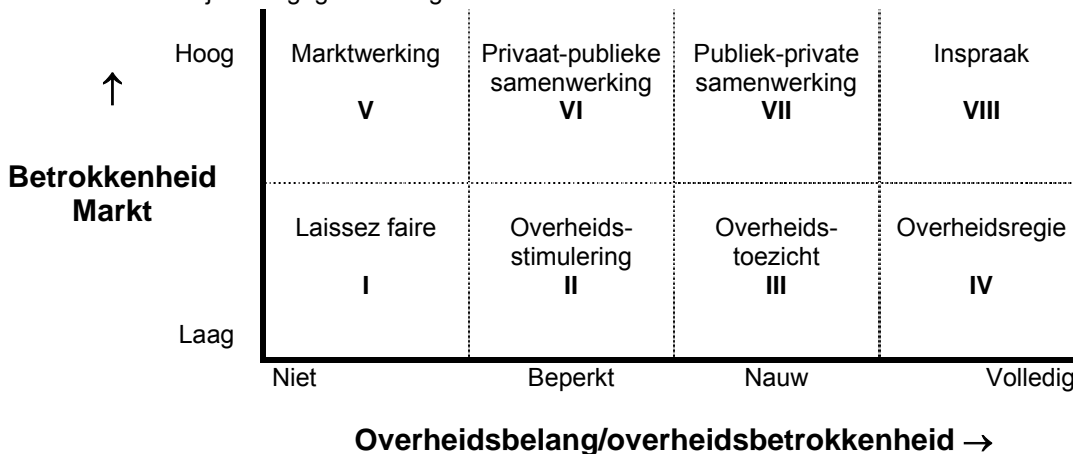 Hoog
Marktwerking
V
Privaat-publieke
samenwerking
VI
Publiek-private
samenwerking
VII
Inspraak
VIII
↑
Betrokkenheid
Markt
Laissez faire
I
Overheids-
stimulering
II
Overheids-
toezicht
III
Overheidsregie
IV
Laag
Niet
Beperkt
Nauw
Volledig
Overheidsbelang/overheidsbetrokkenheid →